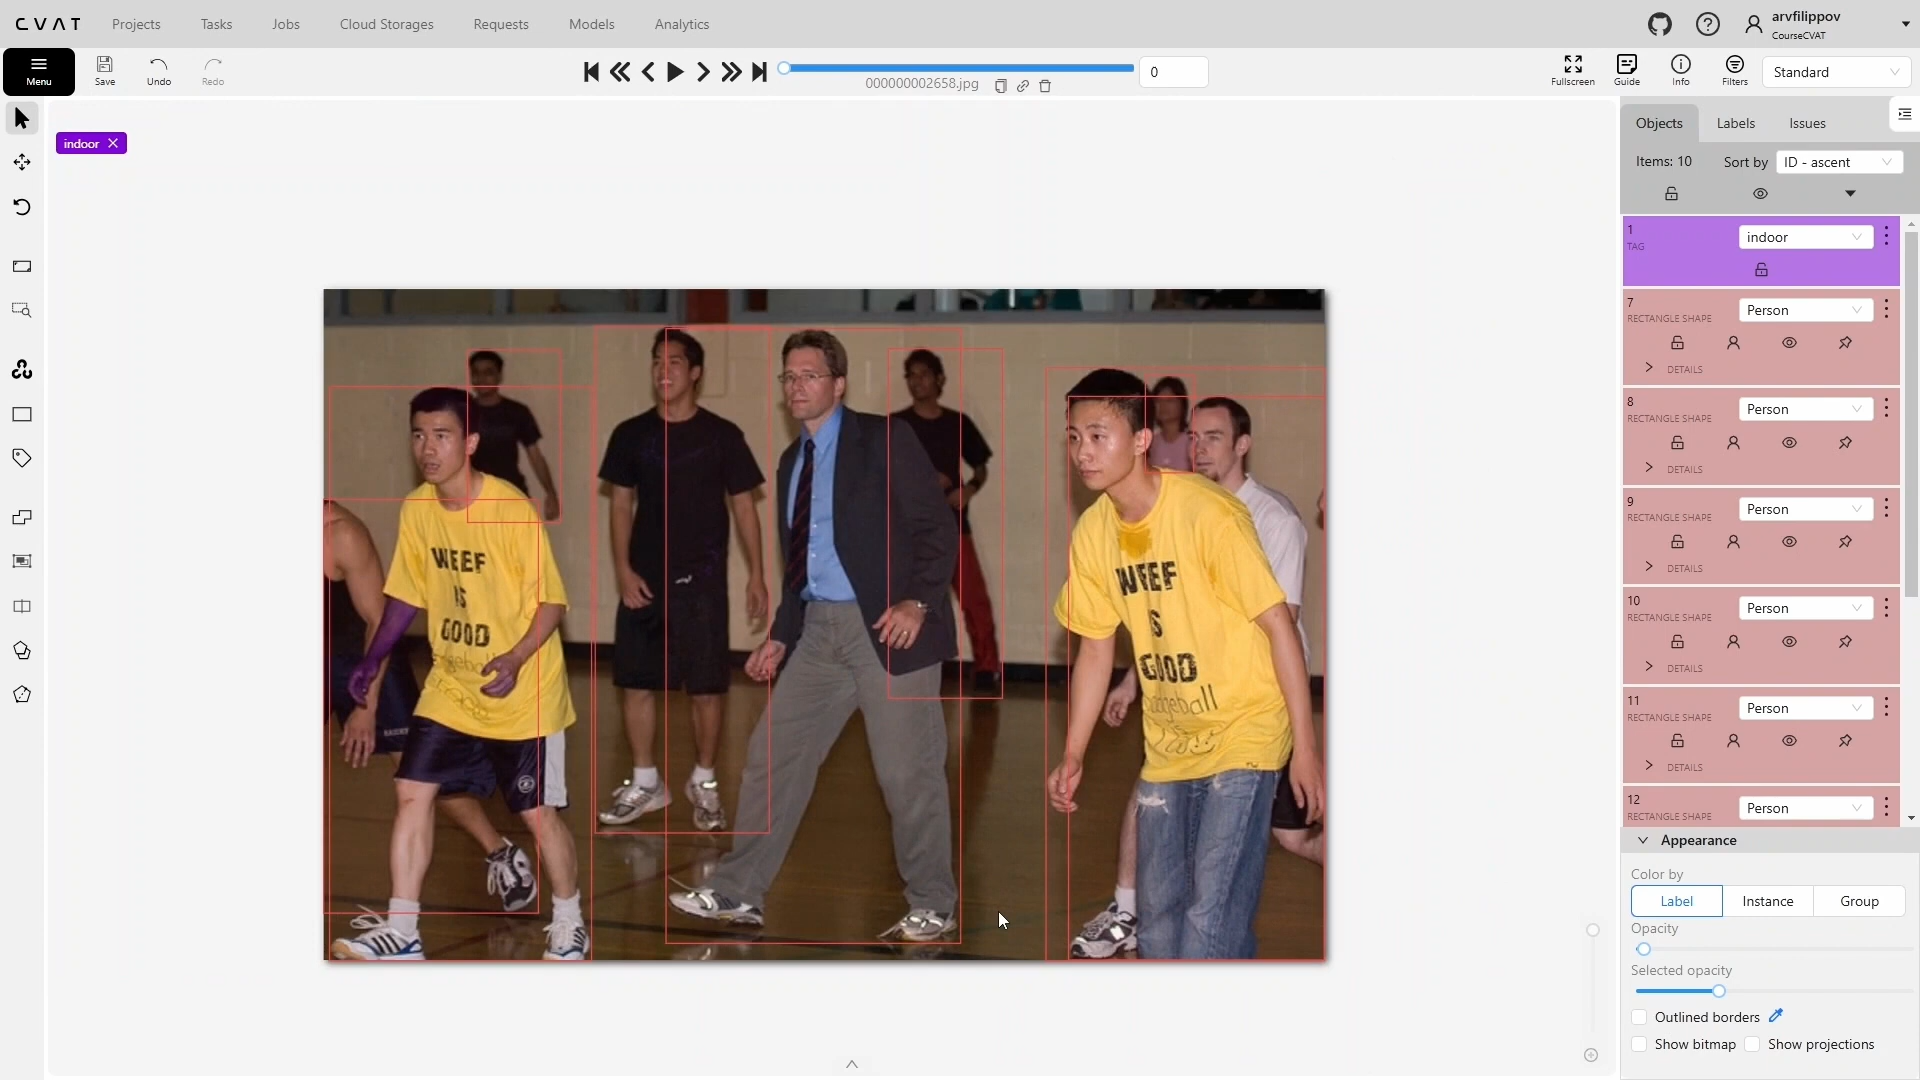 CVAT Projects Tasks Jobs Cloud Storages Requests Models Analytics arvfilippov
CourseCVAT
Menu Save Undo Redo 000000002658.jpg 0 Fullscreen Guide Info Filters Standard
indoor
Objects Labels Issues
Items: 10 Sort by ID - ascent
1 indoor
TAG
7 Person
RECTANGLE SHAPE
DETAILS
8 Person
RECTANGLE SHAPE
DETAILS
9 Person
RECTANGLE SHAPE
DETAILS
10 Person
RECTANGLE SHAPE
DETAILS
11 Person
RECTANGLE SHAPE
DETAILS
12 Person
RECTANGLE SHAPE
Appearance
Color by
Label Instance Group
Opacity
Selected opacity
Outlined borders
Show bitmap Show projections
WEEF
IS
GOOD
WEEF
IS
GOOD
dodgeball